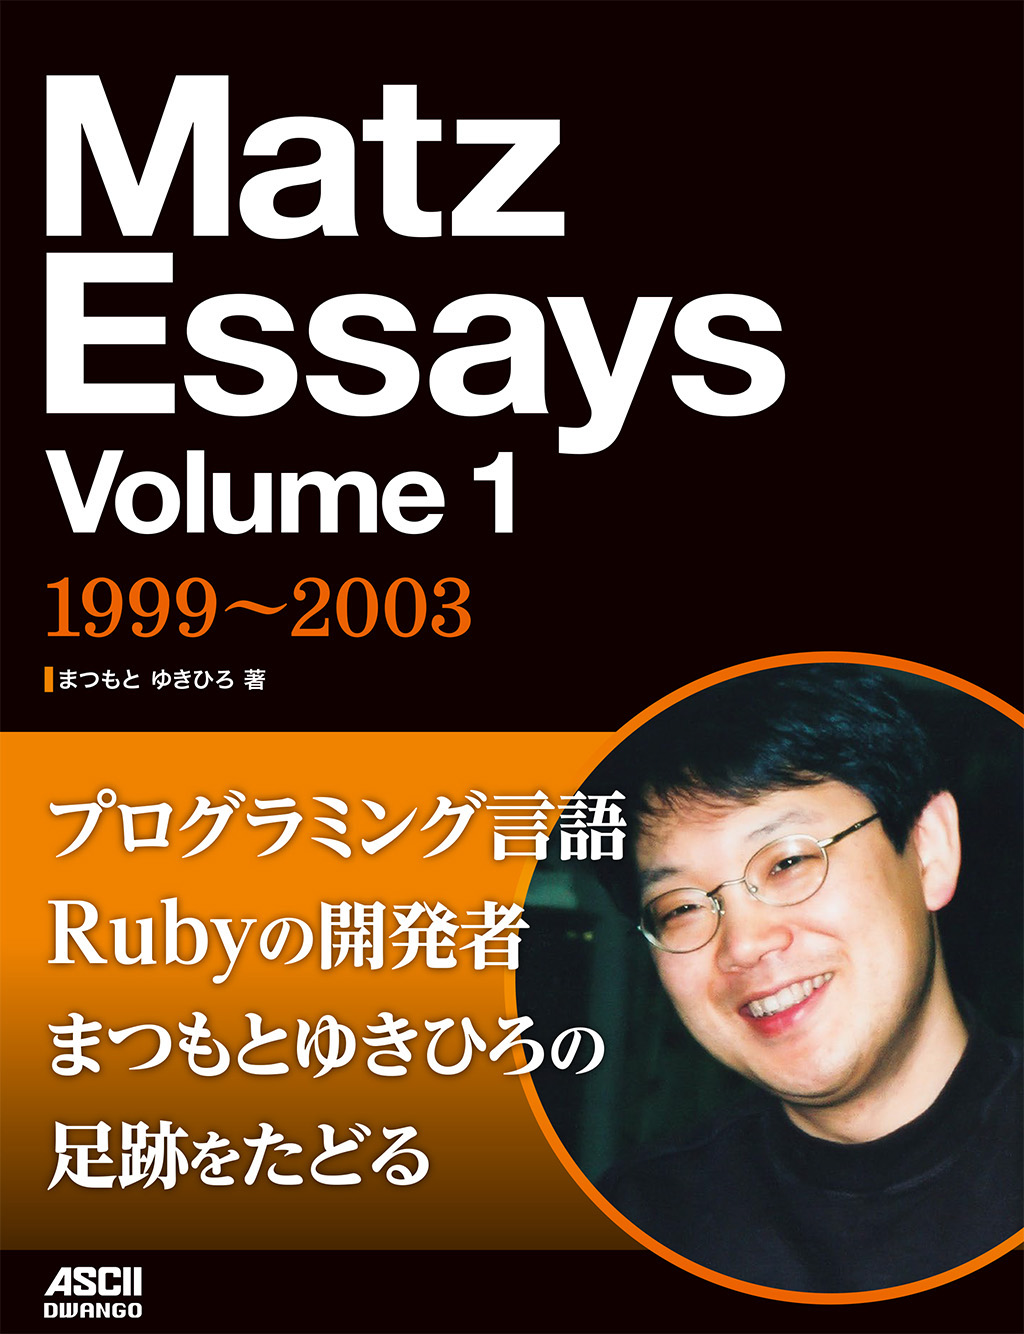 Matz
Essays
Volume 1
1999〜2003
まつもと ゆきひろ 著
プログラミング言語
Rubyの開発者
まつもとゆきひろの
足跡をたどる
ASCII
DWANGO